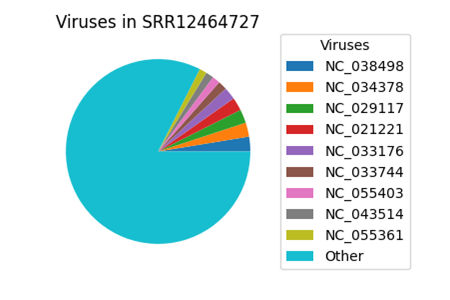 Viruses in SRR12464727
Viruses
NC_038498
NC_034378
NC_029117
NC_021221
NC_033176
NC_033744
NC_055403
NC_043514
NC_055361
Other